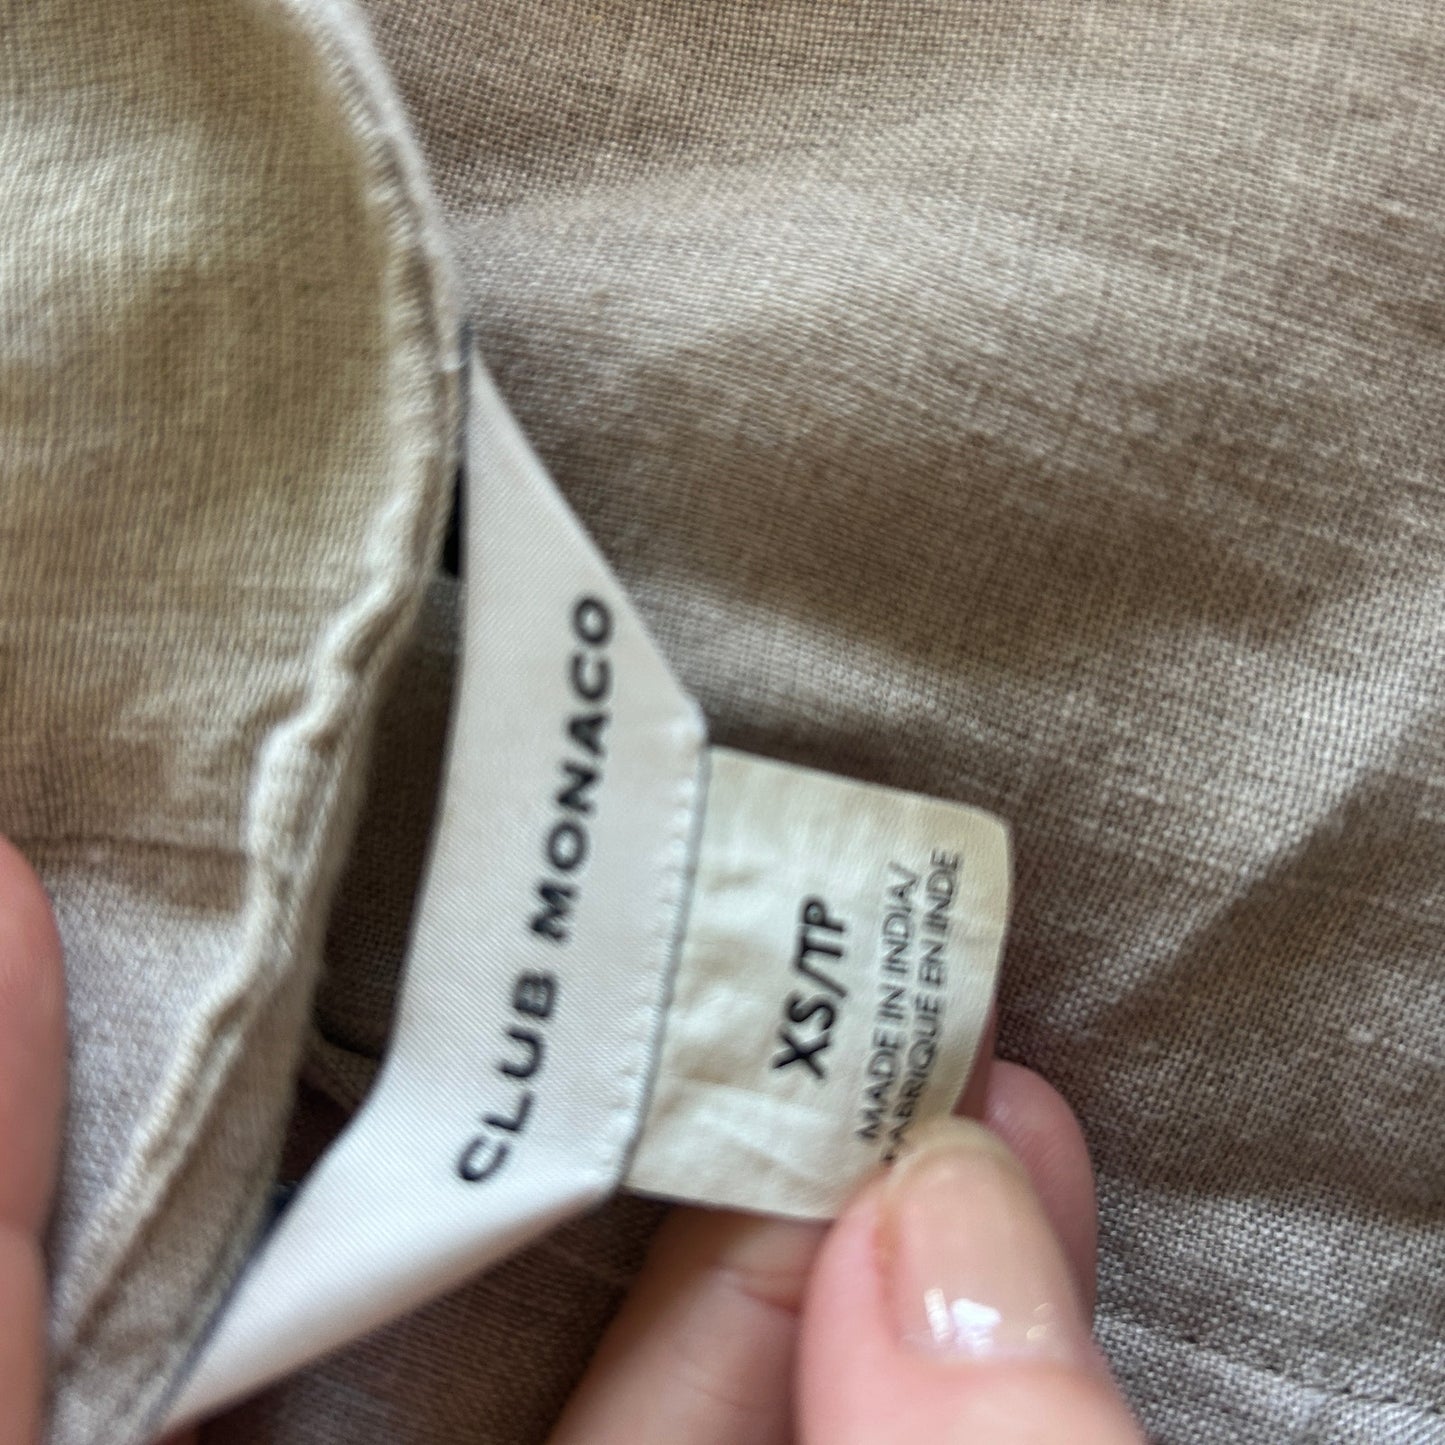 CLUB MONACO
XS/TP
MADE IN INDIA/
FABRIQUE EN INDE